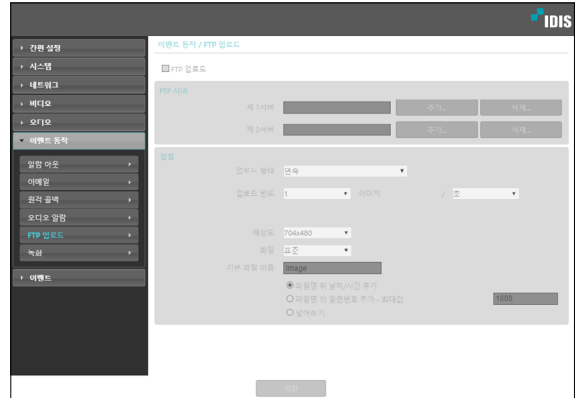 IDIS
간편 설정
시스템
네트워크
비디오
오디오
이벤트 동작
알람 아웃
이메일
원격 콜백
오디오 알람
FTP 업로드
녹화
이벤트
이벤트 동작 / FTP 업로드
FTP 업로드
FTP 서버
제 1서버 추가... 삭제...
제 2서버 추가... 삭제...
설정
업로드 형태 연속
업로드 빈도 1 이미지 / 초
해상도 704x480
화질 표준
기본 파일 이름 image
파일명 뒤 날짜/시간 추가
파일명 뒤 일련번호 추가 - 최대값 1000
덮어쓰기
저장